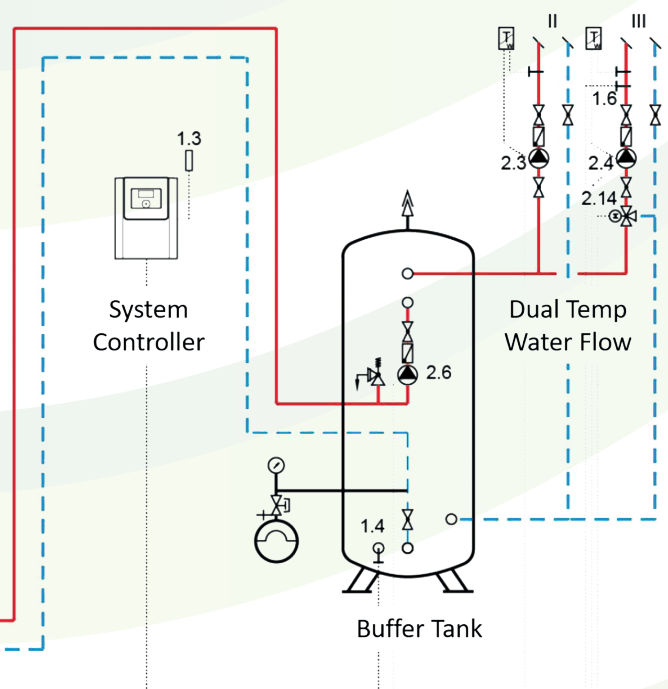 II
III
T
W
T
W
1.6
1.3
2.3
2.4
2.14
System
Controller
Dual Temp
Water Flow
2.6
1.4
Buffer Tank